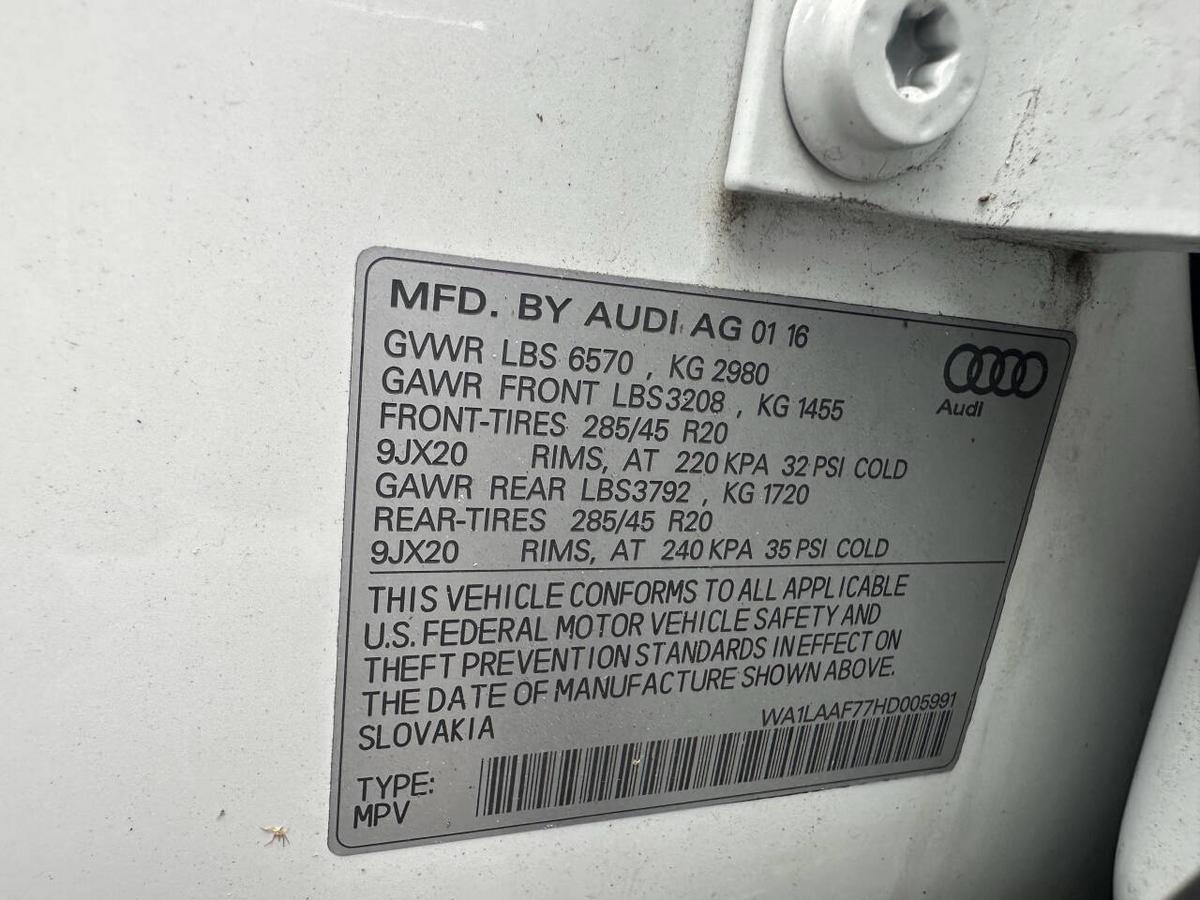 MFD. BY AUDI AG 01 16
GVWR LBS 6570 , KG 2980
GAWR FRONT LBS3208 , KG 1455
FRONT-TIRES 285/45 R20
9JX20 RIMS, AT 220 KPA 32 PSI COLD
GAWR REAR LBS3792 , KG 1720
REAR-TIRES 285/45 R20
9JX20 RIMS, AT 240 KPA 35 PSI COLD
Audi
THIS VEHICLE CONFORMS TO ALL APPLICABLE
U.S. FEDERAL MOTOR VEHICLE SAFETY AND
THEFT PREVENTION STANDARDS IN EFFECT ON
THE DATE OF MANUFACTURE SHOWN ABOVE.
SLOVAKIA
WA1LAAF77HD005991
TYPE:
MPV